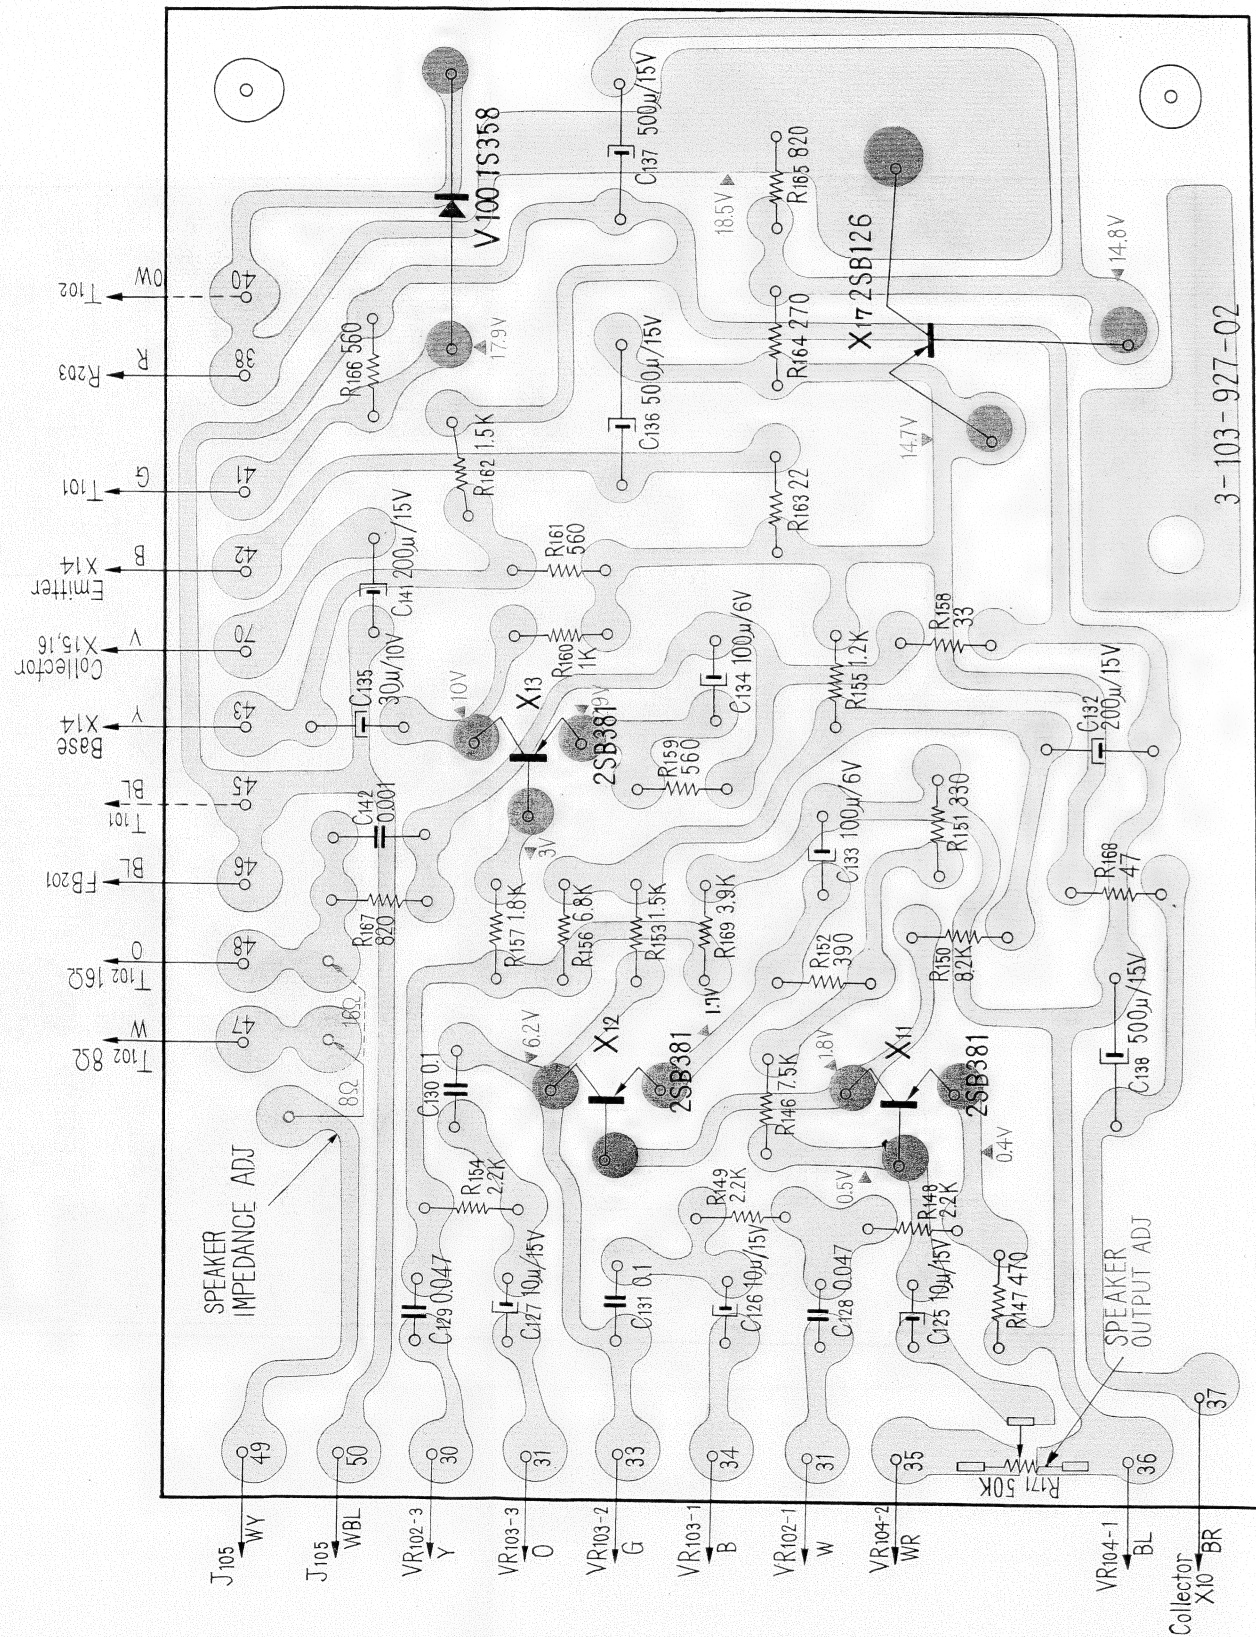 T102
OW
40
R203
R
38
T101
G
41
Emitter
X14
B
42
Collector
X15,16
V
70
Base
X14
Y
43
T101
BL
45
FB201
BL
46
T102 16Ω
O
48
T102 8Ω
W
47
V100 1S358
C137 500μ/15V
18.5V
R165 820
X17 2SB126
14.8V
R166 560
17.9V
R164 270
C136 500μ/15V
R162 1.5K
14.7V
R163 22
3-103-927-02
C141 200μ/15V
R161
560
R160
1K
C135
30μ/10V
10V
X13
9V
2SB381
C134 100μ/6V
R155 1.2K
R158
33
C132
200μ/15V
C142
0.001
3V
R159
560
C133 100μ/6V
R151 330
R167
820
R157 1.8K
R156 6.8K
R153 1.5K
R169 3.9K
R152
390
R150
8.2K
R168
47
C138 500μ/15V
16Ω
8Ω
6.2V
X12
2SB381
1.7V
C130 0.1
R146 7.5K
1.8V
X11
2SB381
0.5V
0.4V
SPEAKER
IMPEDANCE ADJ
R154
2.2K
R149
2.2K
R148
2.2K
C129 0.047
C127 10μ/15V
C131 0.1
C126 10μ/15V
C128 0.047
C125 10μ/15V
R147 470
SPEAKER
OUTPUT ADJ
R171 50K
49
50
30
31
33
34
31
35
36
37
J105
WY
J105
WBL
VR102-3
Y
VR103-3
O
VR103-2
G
VR103-1
B
VR102-1
W
VR104-2
WR
VR104-1
BL
Collector
X10
BR